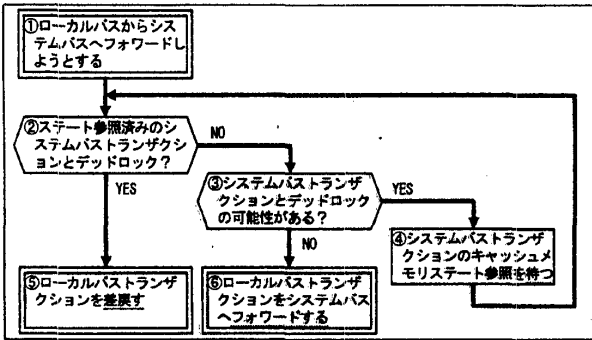 ①ローカルバスからシス
テムバスへフォワードし
ようとする
②ステート参照済みのシ
ステムバストランザクシ
ョンとデッドロック？
NO
YES
③システムバストランザ
クションとデッドロック
の可能性がある？
YES
NO
④システムバストランザ
クションのキャッシュメ
モリステート参照を待つ
⑤ローカルバストランザ
クションを差戻す
⑥ローカルバストランザ
クションをシステムバス
へフォワードする